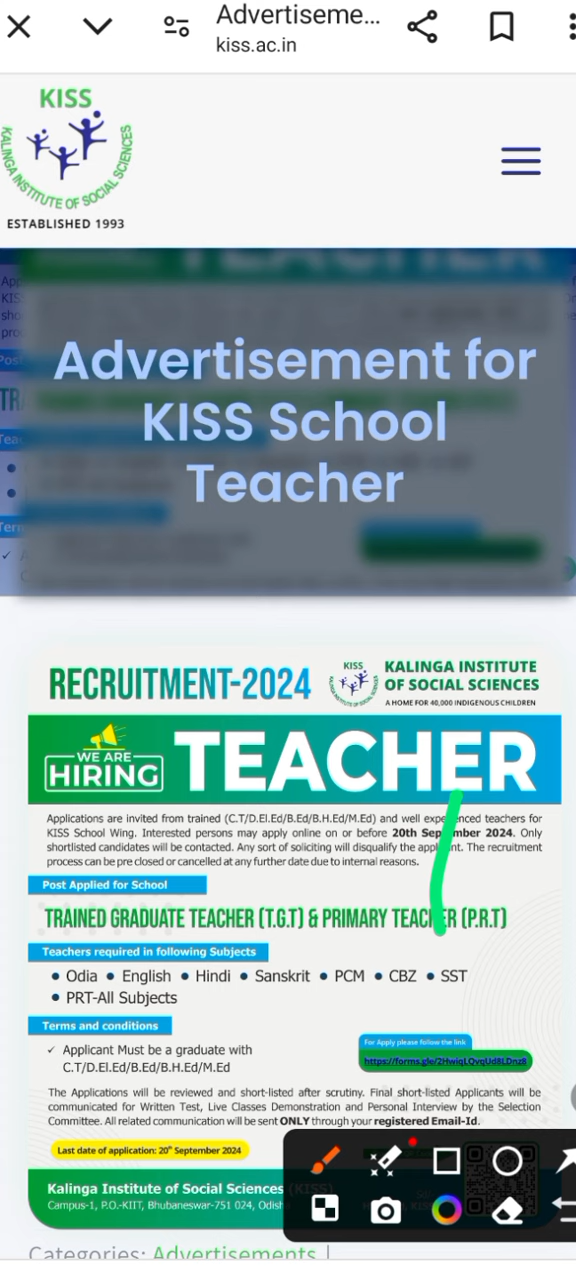 Advertiseme...
kiss.ac.in
KISS
KALINGA INSTITUTE OF SOCIAL SCIENCES
ESTABLISHED 1993
Advertisement for
KISS School
Teacher
RECRUITMENT-2024
KISS
KALINGA INSTITUTE
OF SOCIAL SCIENCES
A HOME FOR 40,000 INDIGENOUS CHILDREN
WE ARE
HIRING
TEACHER
Applications are invited from trained (C.T/D.El.Ed/B.Ed/B.H.Ed/M.Ed) and well experienced teachers for
KISS School Wing. Interested persons may apply online on or before 20th September 2024. Only
shortlisted candidates will be contacted. Any sort of soliciting will disqualify the applicant. The recruitment
process can be pre closed or cancelled at any further date due to internal reasons.
Post Applied for School
TRAINED GRADUATE TEACHER (T.G.T) & PRIMARY TEACHER (P.R.T)
Teachers required in following Subjects
• Odia • English • Hindi • Sanskrit • PCM • CBZ • SST
• PRT-All Subjects
Terms and conditions
✓ Applicant Must be a graduate with
C.T/D.El.Ed/B.Ed/B.H.Ed/M.Ed
For Apply please follow the link
https://forms.gle/2HwiqLQvqUd8LDnz8
The Applications will be reviewed and short-listed after scrutiny. Final short-listed Applicants will be
communicated for Written Test, Live Classes Demonstration and Personal Interview by the Selection
Committee. All related communication will be sent ONLY through your registered Email-Id.
Last date of application: 20th September 2024
Kalinga Institute of Social Sciences (KISS)
Campus-1, P.O.-KIIT, Bhubaneswar-751 024, Odish
Categories: Advertisements |